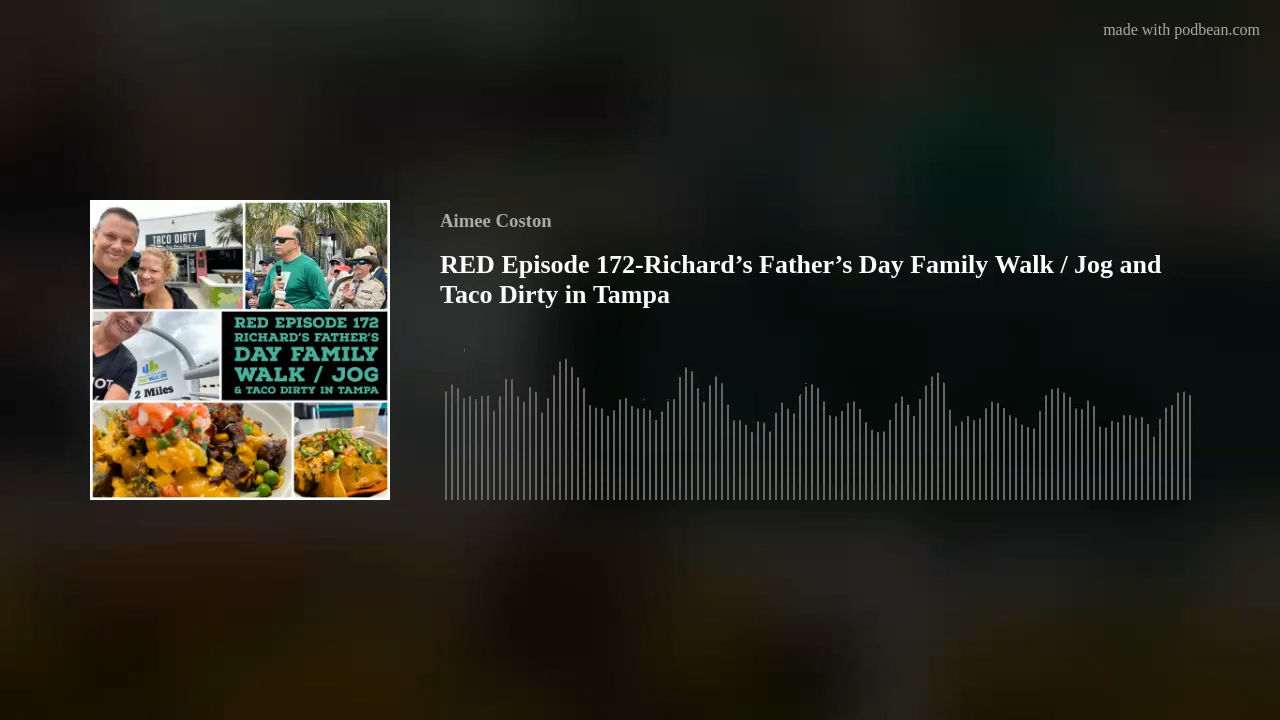 made with podbean.com
Aimee Coston
RED Episode 172-Richard’s Father’s Day Family Walk / Jog and
Taco Dirty in Tampa
TACO DIRTY
RED EPISODE 172
RICHARD'S FATHER'S
DAY FAMILY
WALK / JOG
& TACO DIRTY IN TAMPA
2 Miles